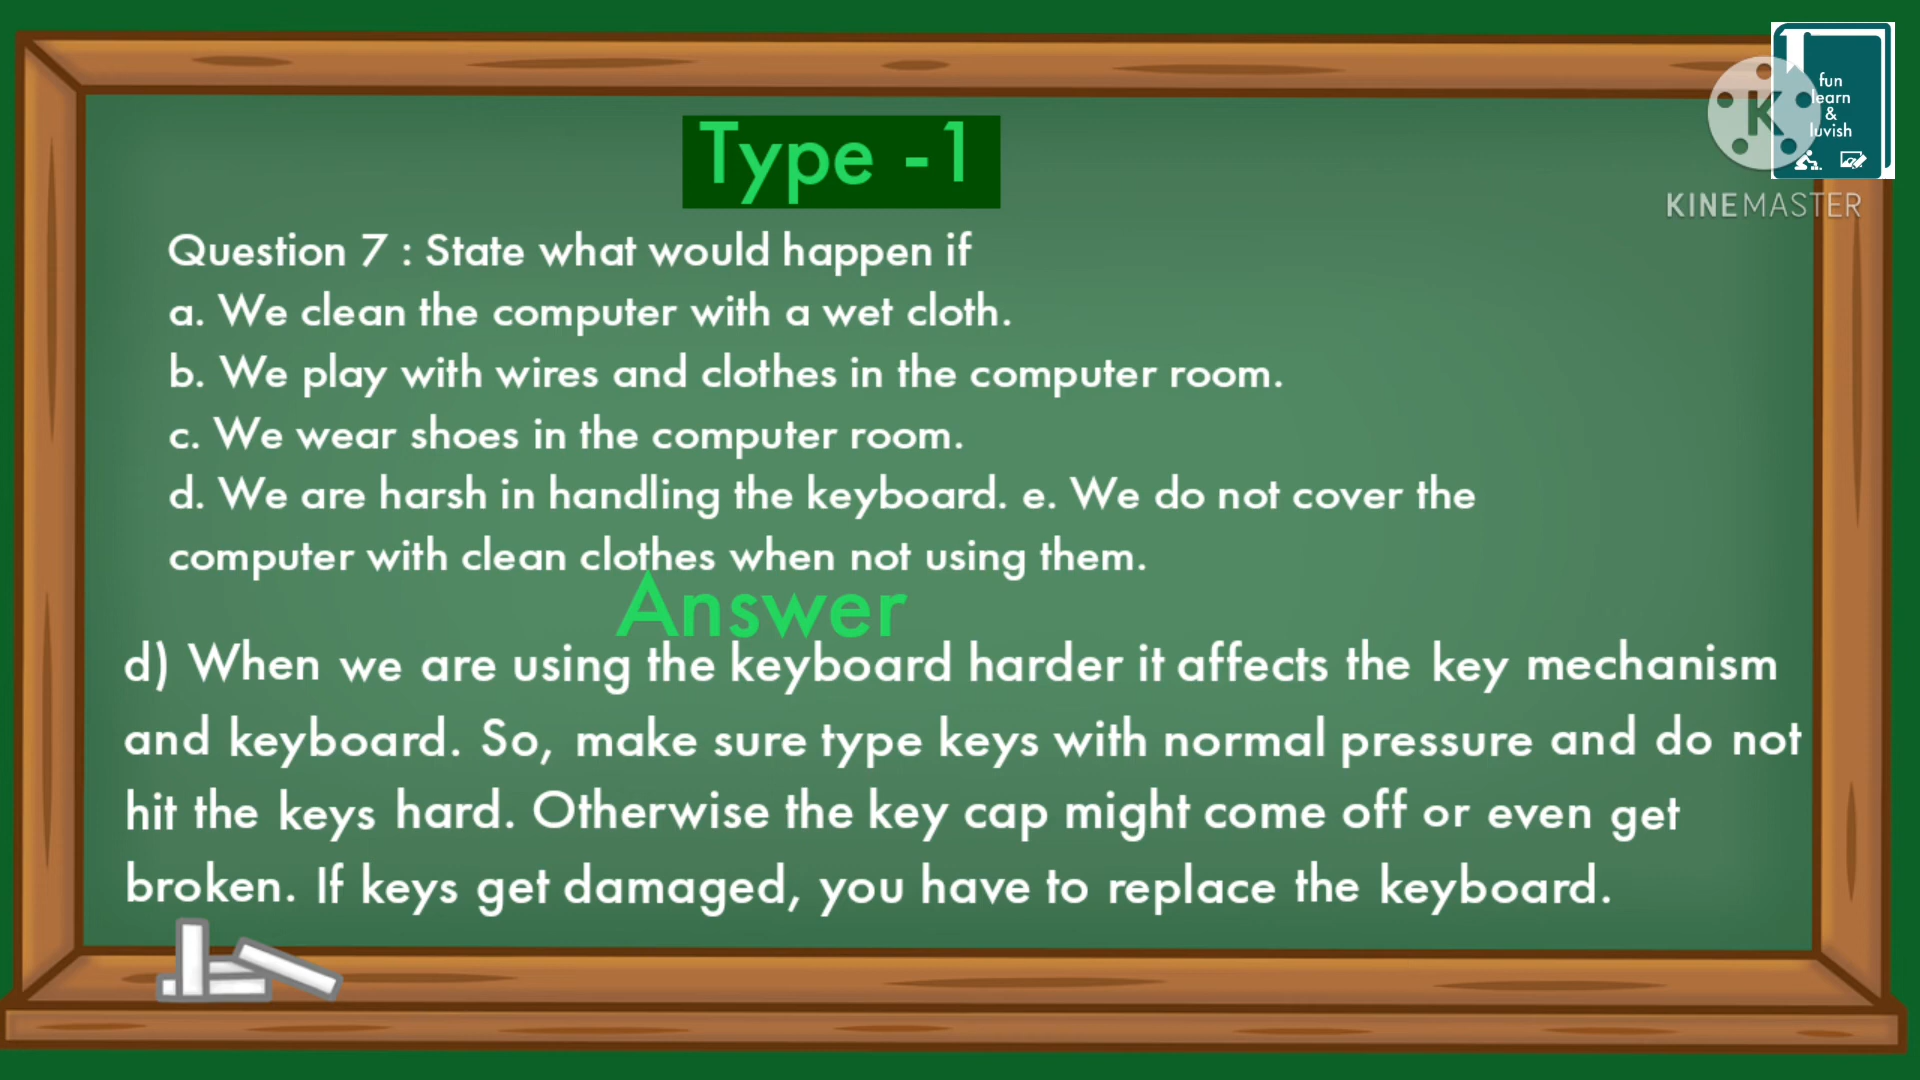 fun
learn
&
luvish
K
KINEMASTER
Type -1
Question 7 : State what would happen if
a. We clean the computer with a wet cloth.
b. We play with wires and clothes in the computer room.
c. We wear shoes in the computer room.
d. We are harsh in handling the keyboard. e. We do not cover the
computer with clean clothes when not using them.
Answer
d) When we are using the keyboard harder it affects the key mechanism
and keyboard. So, make sure type keys with normal pressure and do not
hit the keys hard. Otherwise the key cap might come off or even get
broken. If keys get damaged, you have to replace the keyboard.